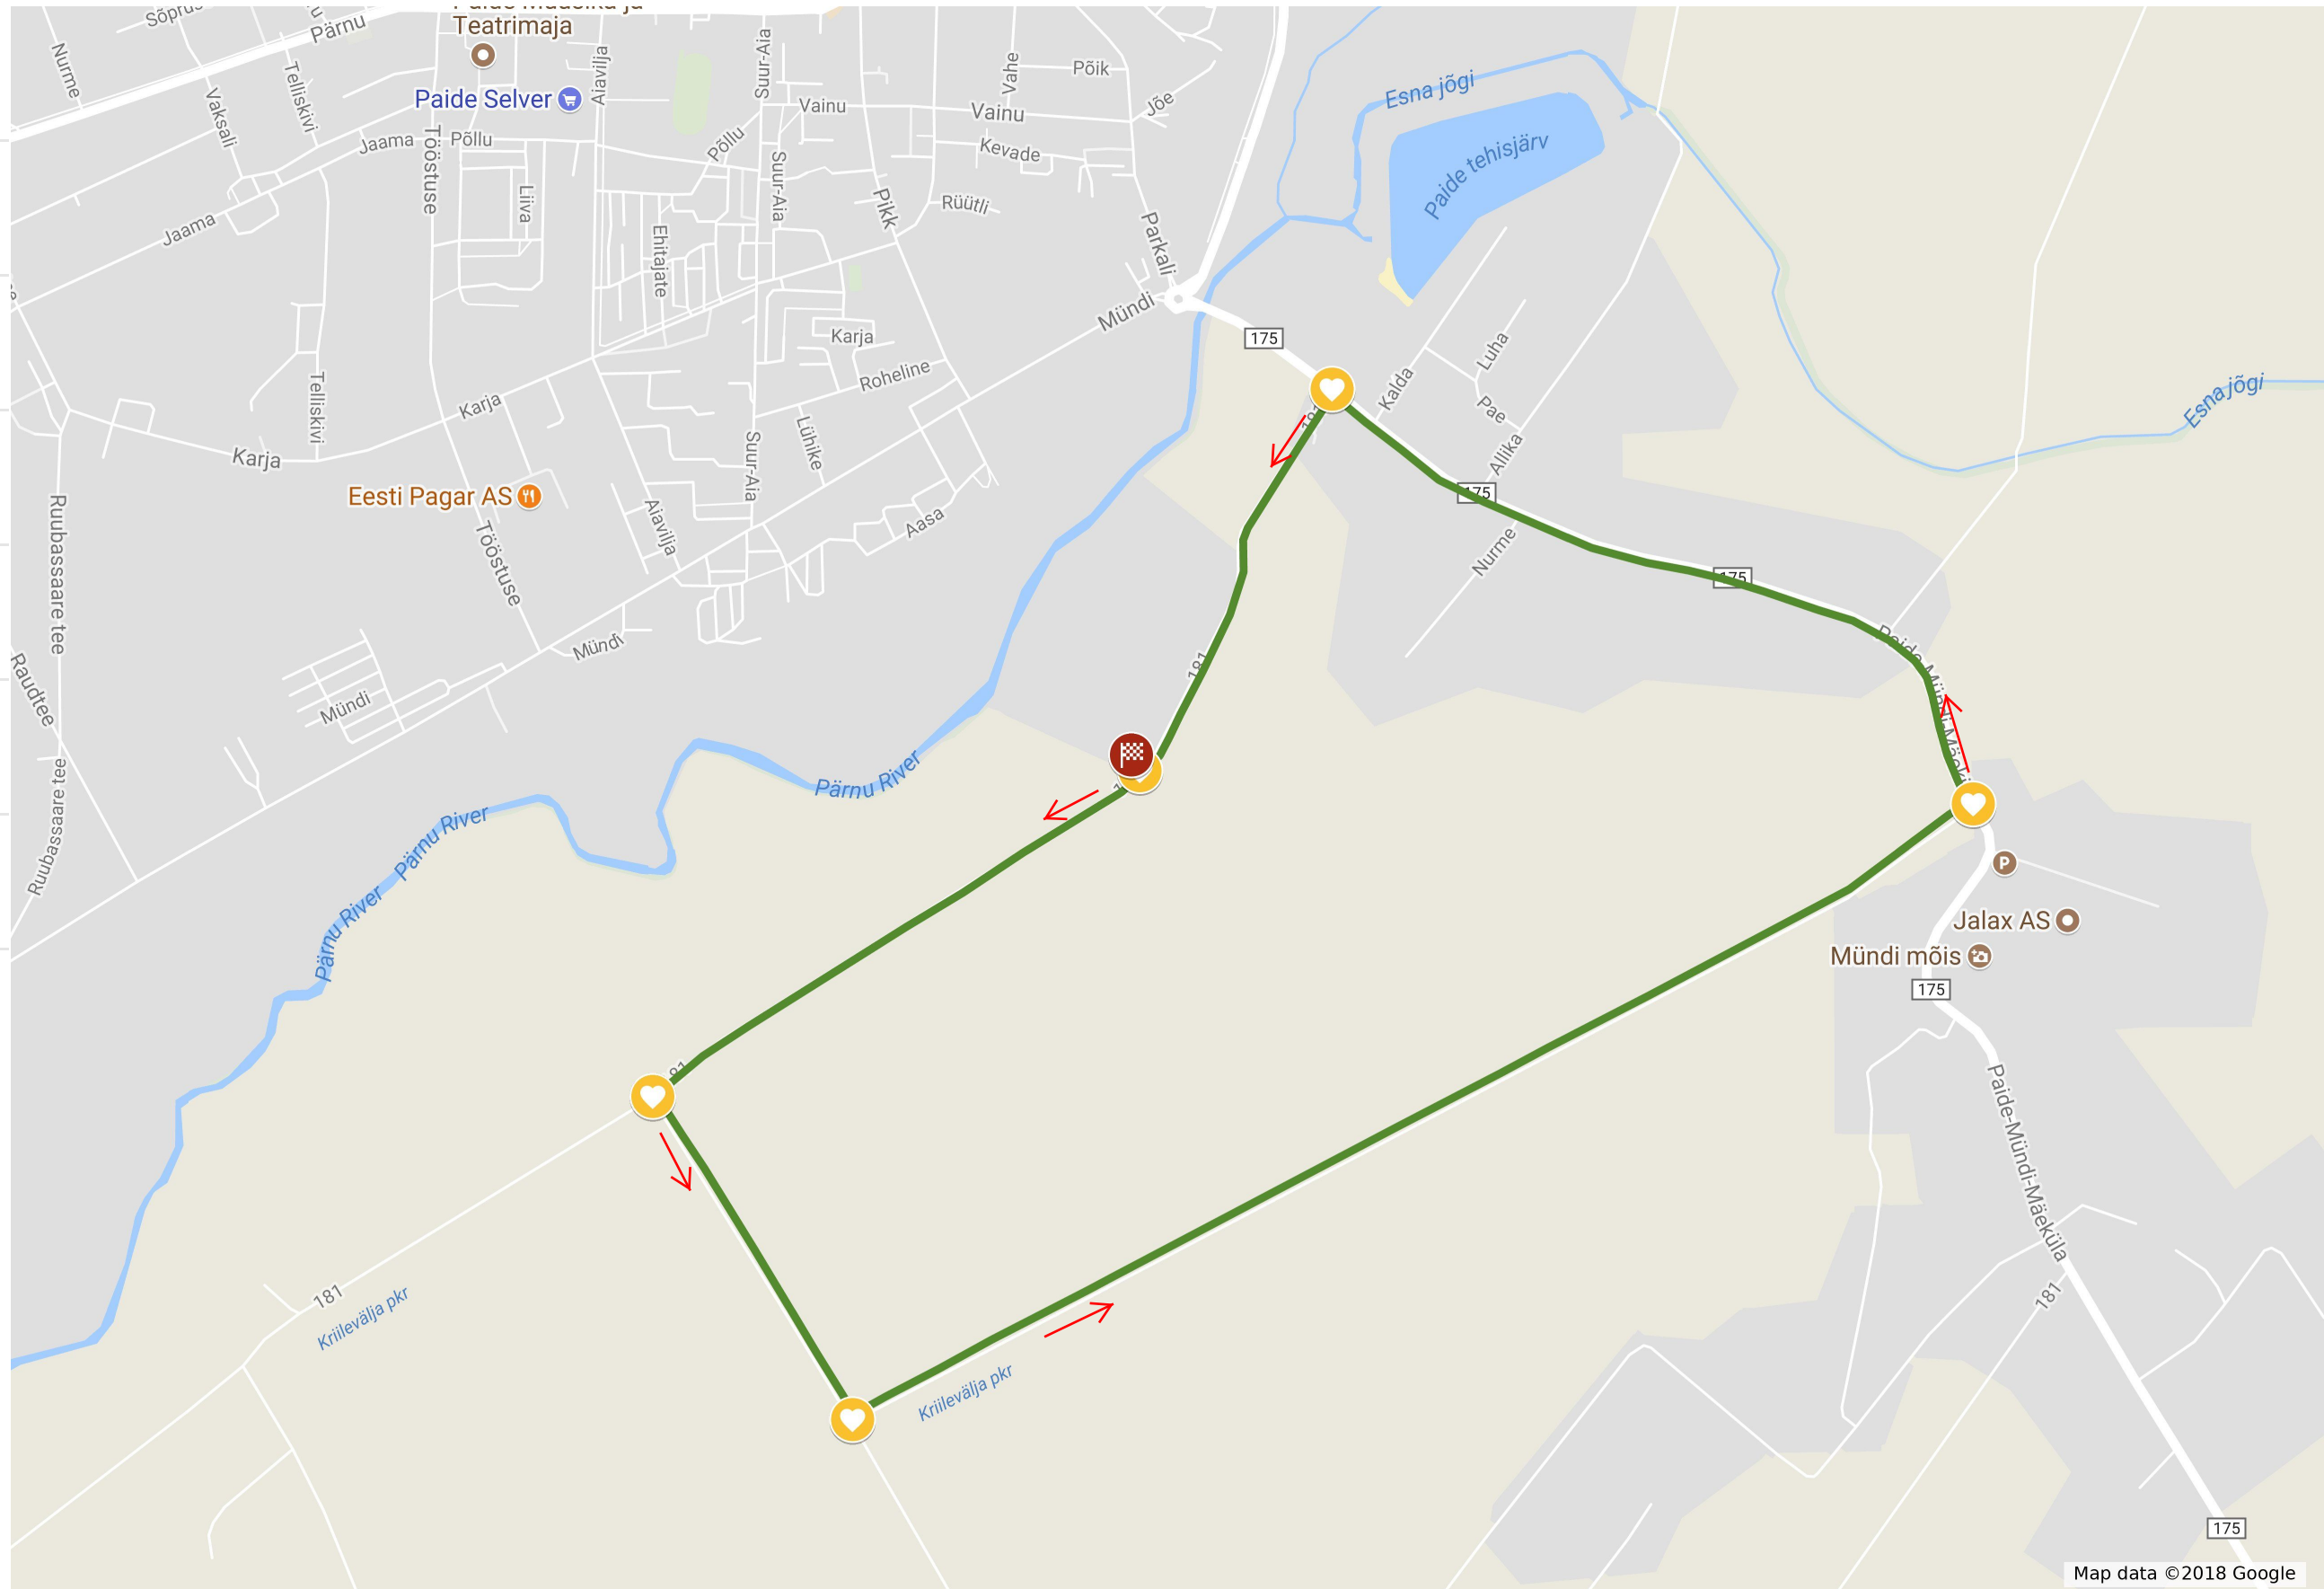 Sõprus
Pärnu
Teatrimaja
Nurme
Telliskivi
Vaksali
Paide Selver
Aiavilja
Suur-Aia
Vahe
Põik
Vainu
Vainu
Jõe
Esna jõgi
Jaama
Tööstuse
Põllu
Põllu
Kevade
Paide tehisjärv
Liiva
Suur-Aia
Pikk
Rüütli
Parkali
Jaama
Ehitajate
Mündi
175
Karja
Luha
Roheline
Kalda
Pae
Telliskivi
Karja
Esna jõgi
Karja
Lühike
Suur-Aia
Allika
Eesti Pagar AS
175
Ruubassaare tee
Aiavilja
Aasa
Tööstuse
Nurme
175
Mündi
181
Raudtee
Mündi
Pärnu River
Ruubassaare tee
Pärnu River
Pärnu River
P
Jalax AS
Mündi mõis
175
Paide-Mündi-Mäeküla
181
181
Kriilevälja pkr
Kriilevälja pkr
175
Map data ©2018 Google